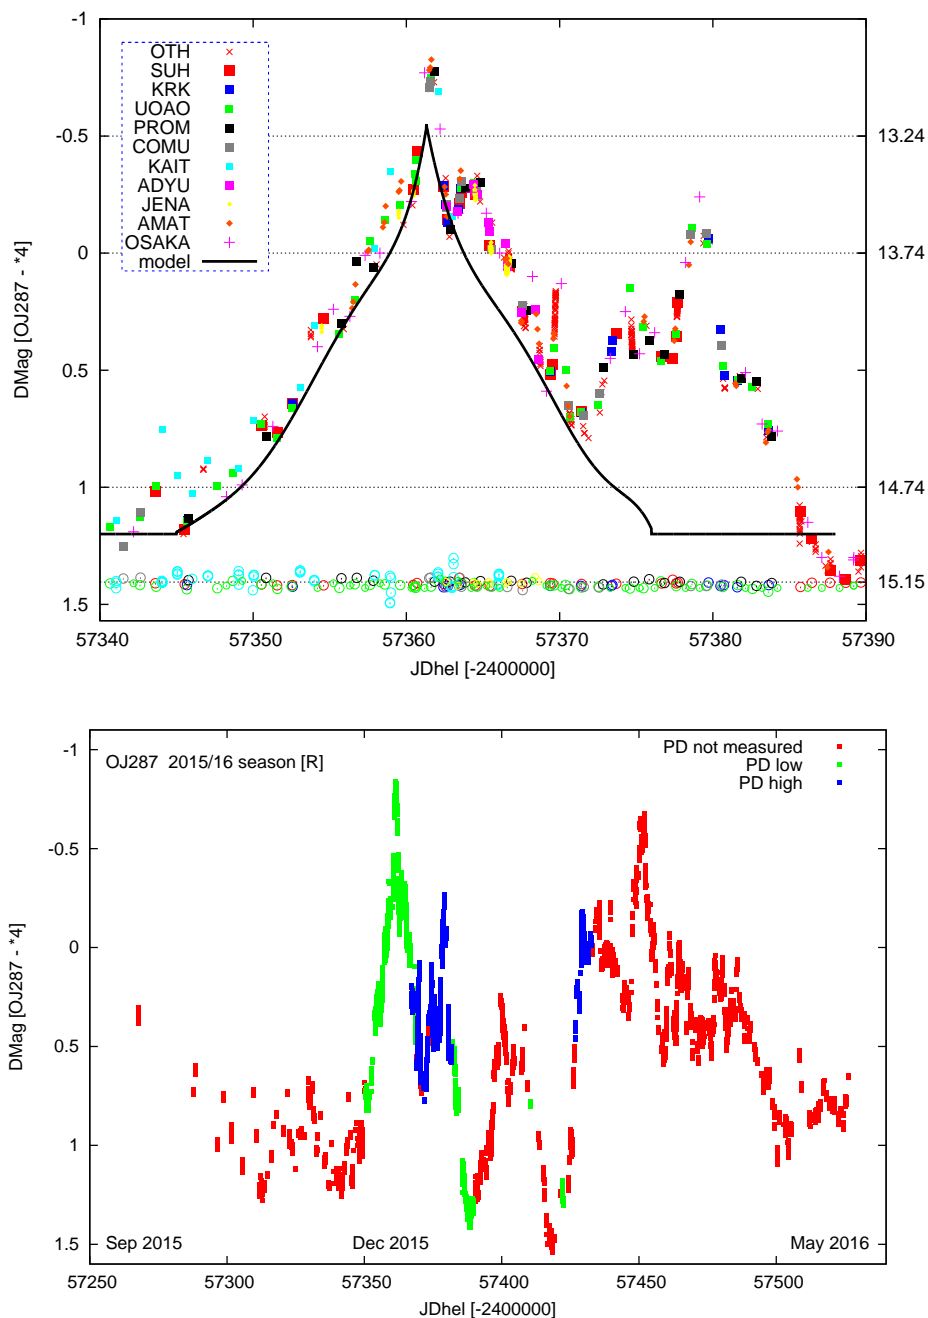 -1
-0.5
0
0.5
1
1.5
DMag [OJ287 - *4]
OTH
SUH
KRK
UOAO
PROM
COMU
KAIT
ADYU
JENA
AMAT
OSAKA
model
13.24
13.74
14.74
15.15
57340 57350 57360 57370 57380 57390
JDhel [-2400000]
-1
-0.5
0
0.5
1
1.5
DMag [OJ287 - *4]
OJ287 2015/16 season [R]
PD not measured
PD low
PD high
Sep 2015 Dec 2015 May 2016
57250 57300 57350 57400 57450 57500
JDhel [-2400000]